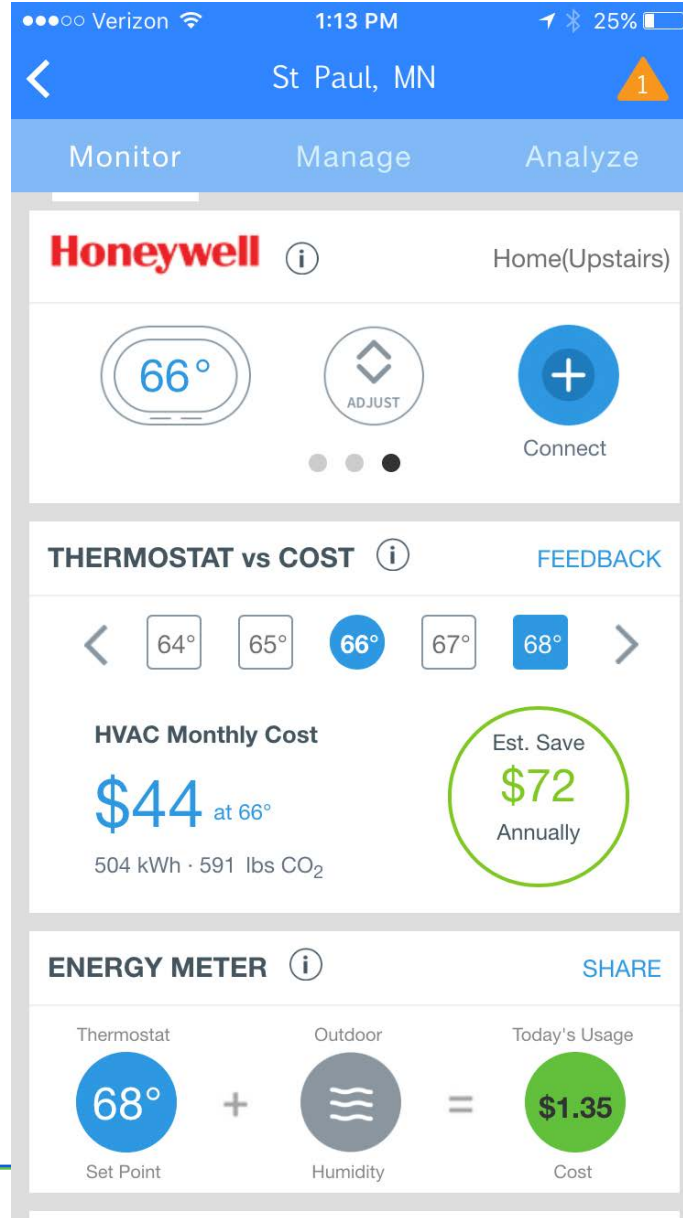 Verizon 1:13 PM 25%
St Paul, MN 1
Monitor Manage Analyze
Honeywell i Home(Upstairs)
66° ADJUST +
Connect
THERMOSTAT vs COST i FEEDBACK
64° 65° 66° 67° 68°
HVAC Monthly Cost
$44 at 66°
504 kWh · 591 lbs CO₂
Est. Save
$72
Annually
ENERGY METER i SHARE
Thermostat Outdoor Today's Usage
68° + = $1.35
Set Point Humidity Cost